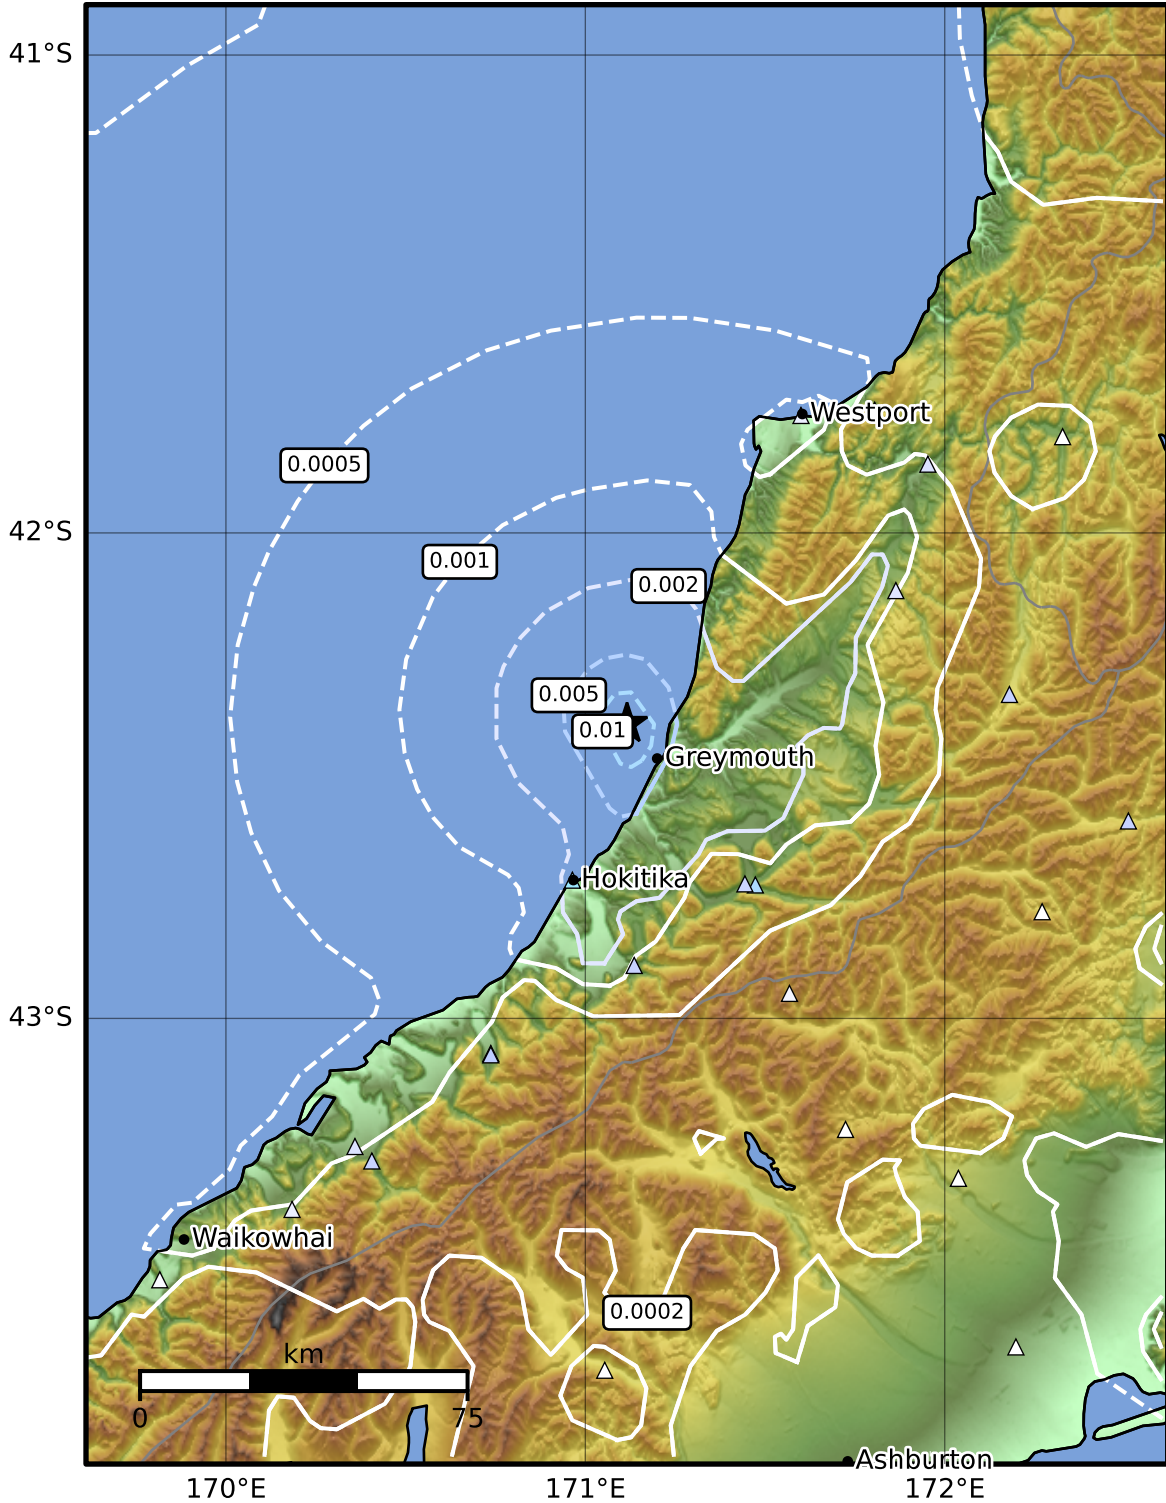 41°S
Westport
0.0005
42°S
0.001
0.002
0.005
0.01
Greymouth
Hokitika
43°S
Waikowhai
0.0002
km
0
75
Ashburton
170°E
171°E
172°E